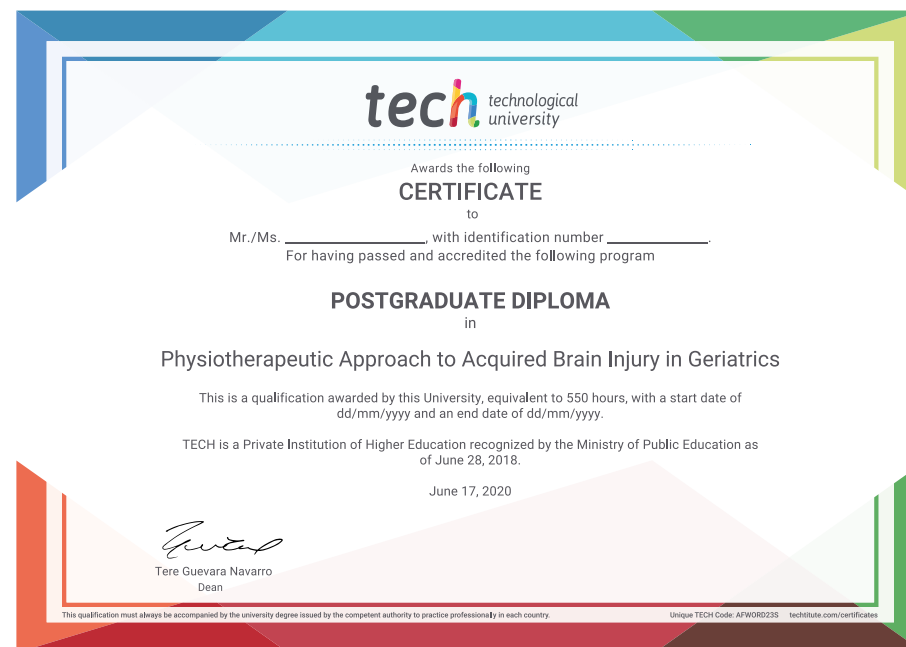 tech technological
university
Awards the following
CERTIFICATE
to
Mr./Ms. ____________________, with identification number ______________.
For having passed and accredited the following program
POSTGRADUATE DIPLOMA
in
Physiotherapeutic Approach to Acquired Brain Injury in Geriatrics
This is a qualification awarded by this University, equivalent to 550 hours, with a start date of
dd/mm/yyyy and an end date of dd/mm/yyyy.
TECH is a Private Institution of Higher Education recognized by the Ministry of Public Education as
of June 28, 2018.
June 17, 2020
Tere Guevara Navarro
Dean
This qualification must always be accompanied by the university degree issued by the competent authority to practice professionally in each country.
Unique TECH Code: AFWORD23S techtitute.com/certificates